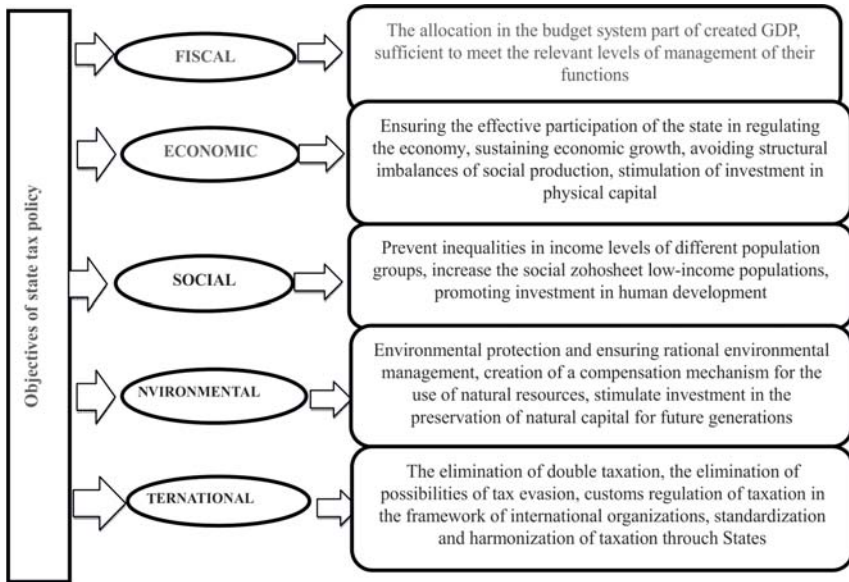 Objectives of state tax policy
FISCAL
The allocation in the budget system part of created GDP,
sufficient to meet the relevant levels of management of their
functions
ECONOMIC
Ensuring the effective participation of the state in regulating
the economy, sustaining economic growth, avoiding structural
imbalances of social production, stimulation of investment in
physical capital
SOCIAL
Prevent inequalities in income levels of different population
groups, increase the social zohosheet low-income populations,
promoting investment in human development
NVIRONMENTAL
Environmental protection and ensuring rational environmental
management, creation of a compensation mechanism for the
use of natural resources, stimulate investment in the
preservation of natural capital for future generations
TERNATIONAL
The elimination of double taxation, the elimination of
possibilities of tax evasion, customs regulation of taxation in
the framework of international organizations, standardization
and harmonization of taxation through States